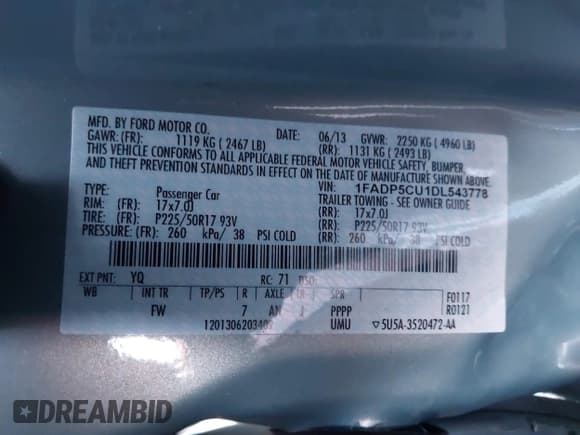 MFD. BY FORD MOTOR CO. DATE: 06/13 GVWR: 2250 KG ( 4960 LB)
GAWR: (FR): 1119 KG ( 2467 LB) (RR): 1131 KG ( 2493 LB)
THIS VEHICLE CONFORMS TO ALL APPLICABLE FEDERAL MOTOR VEHICLE SAFETY, BUMPER,
AND THEFT PREVENTION STANDARDS IN EFFECT ON THE DATE OF MANUFACTURE SHOWN ABOVE.
VIN: 1FADP5CU1DL543778
TYPE: Passenger Car TRAILER TOWING - SEE OWNER GUIDE
RIM: (FR): 17x7.0J (RR): 17x7.0J
TIRE: (FR): P225/50R17 93V (RR): P225/50R17 93V
PRESSURE: (FR): 260 kPa/ 38 PSI COLD (RR): 260 kPa/ 38 PSI COLD
EXT PNT: YQ RC: 71 DSO: F0117
WB INT TR TP/PS R AXLE TR SPR R0121
FW 7 J PPPP
1201306203402 UMU ▽5U5A-3520472-AA
DREAMBID